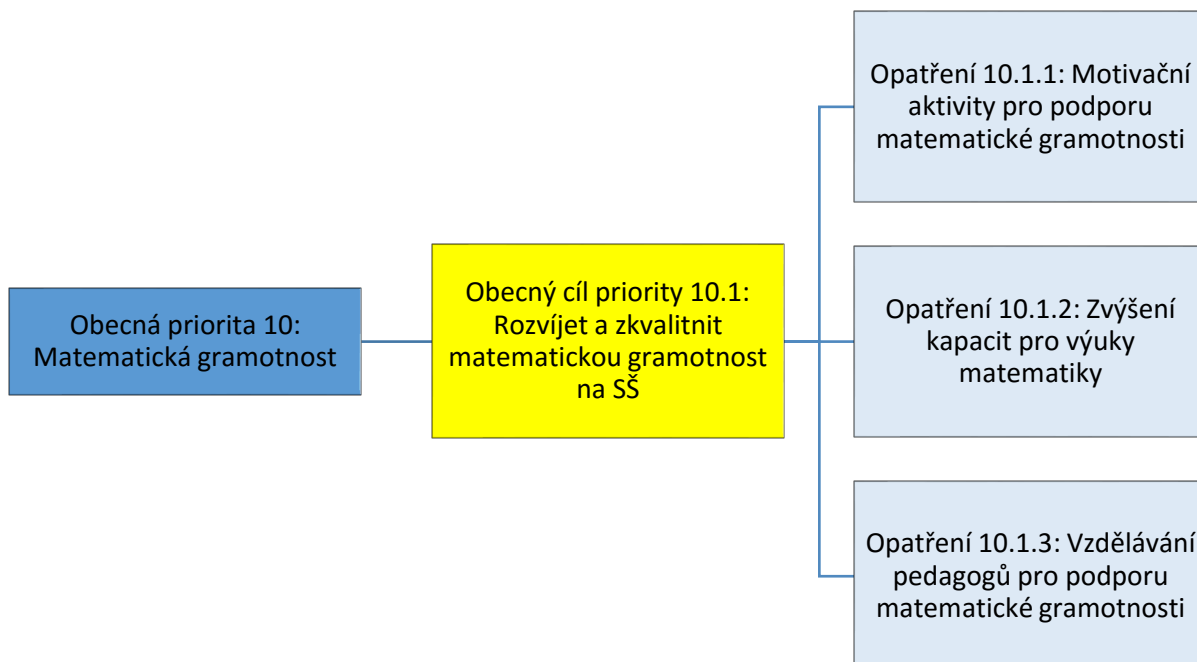 Obecná priorita 10:
Matematická gramotnost
Obecný cíl priority 10.1:
Rozvíjet a zkvalitnit
matematickou gramotnost
na SŠ
Opatření 10.1.1: Motivační
aktivity pro podporu
matematické gramotnosti
Opatření 10.1.2: Zvýšení
kapacit pro výuky
matematiky
Opatření 10.1.3: Vzdělávání
pedagogů pro podporu
matematické gramotnosti